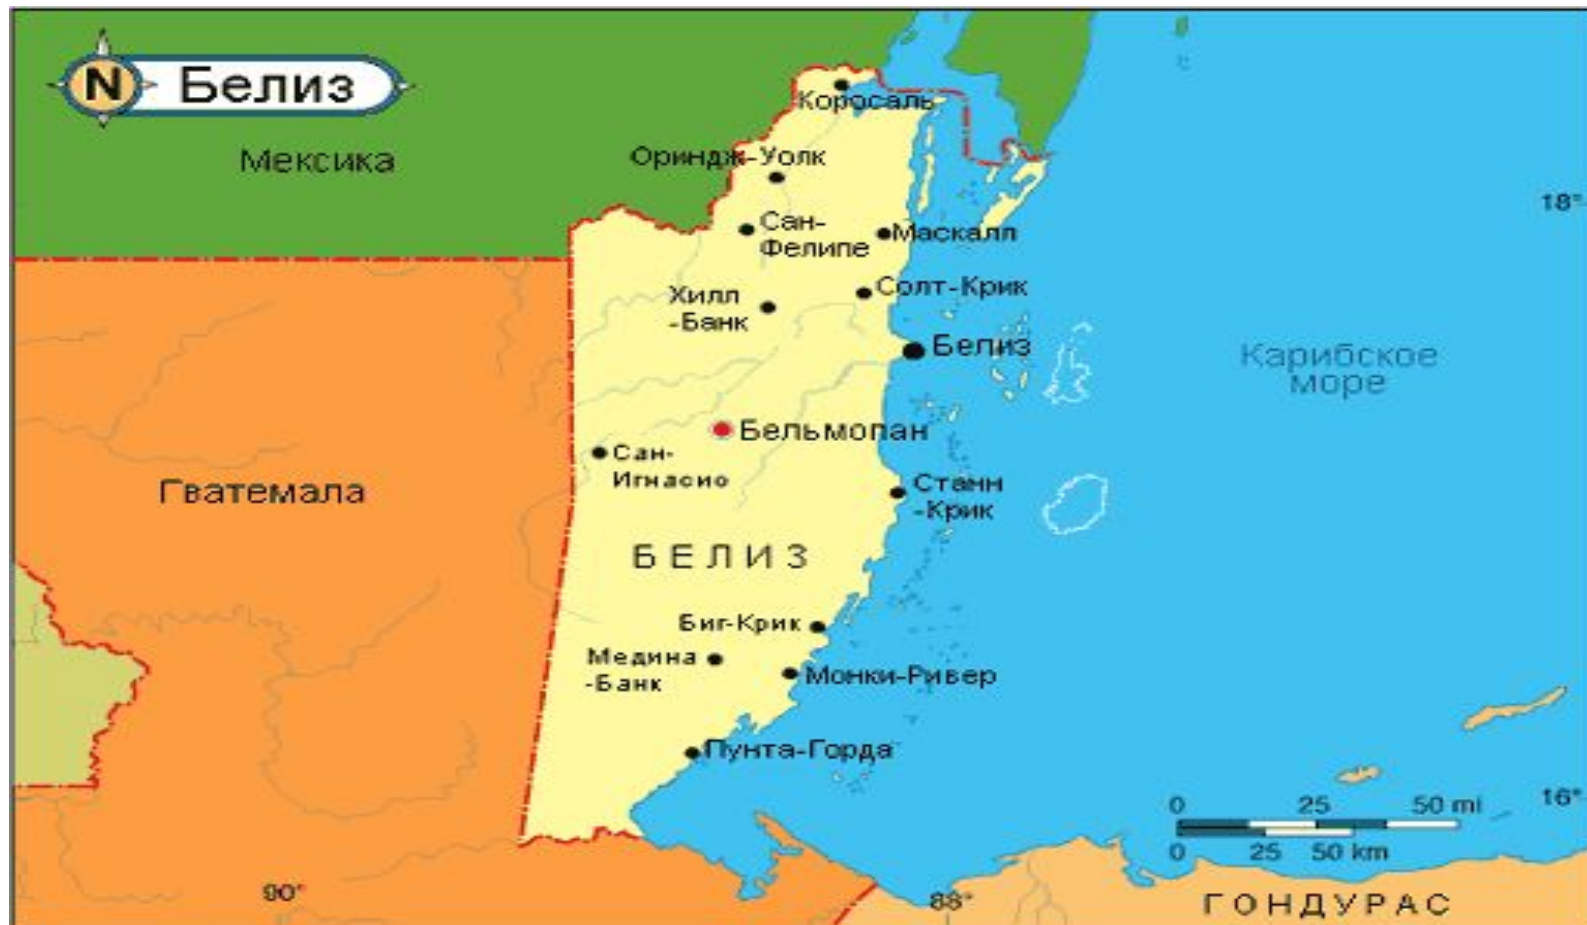 N Белиз
Мексика
Коросаль
Ориндж-Уолк
Сан-
Фелипе
Маскалл
18°
Хилл
-Банк
Солт-Крик
Белиз
Карибское
море
Бельмопан
Сан-
Игнасио
Гватемала
Станн
-Крик
БЕЛИЗ
Биг-Крик
Медина
-Банк
Монки-Ривер
Пунта-Горда
0 25 50 mi
0 25 50 km
16°
90°
88°
ГОНДУРАС